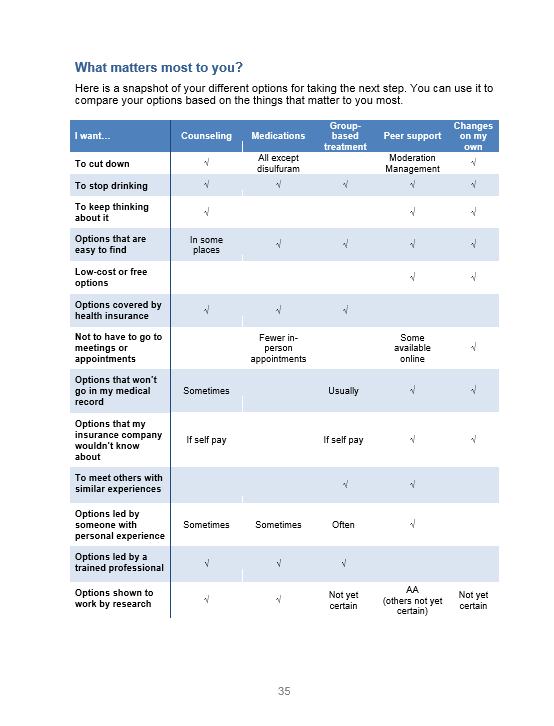 What matters most to you?
Here is a snapshot of your different options for taking the next step. You can use it to
compare your options based on the things that matter to you most.
I want... Counseling Medications Group-based treatment Peer support Changes on my own
To cut down √ All except disulfuram Moderation Management √
To stop drinking √ √ √ √ √
To keep thinking about it √ √ √
Options that are easy to find In some places √ √ √ √
Low-cost or free options √ √
Options covered by health insurance √ √ √
Not to have to go to meetings or appointments Fewer in-person appointments Some available online √
Options that won't go in my medical record Sometimes Usually √ √
Options that my insurance company wouldn't know about If self pay If self pay √ √
To meet others with similar experiences √ √
Options led by someone with personal experience Sometimes Sometimes Often √
Options led by a trained professional √ √ √
Options shown to work by research √ √ Not yet certain AA (others not yet certain) Not yet certain
35